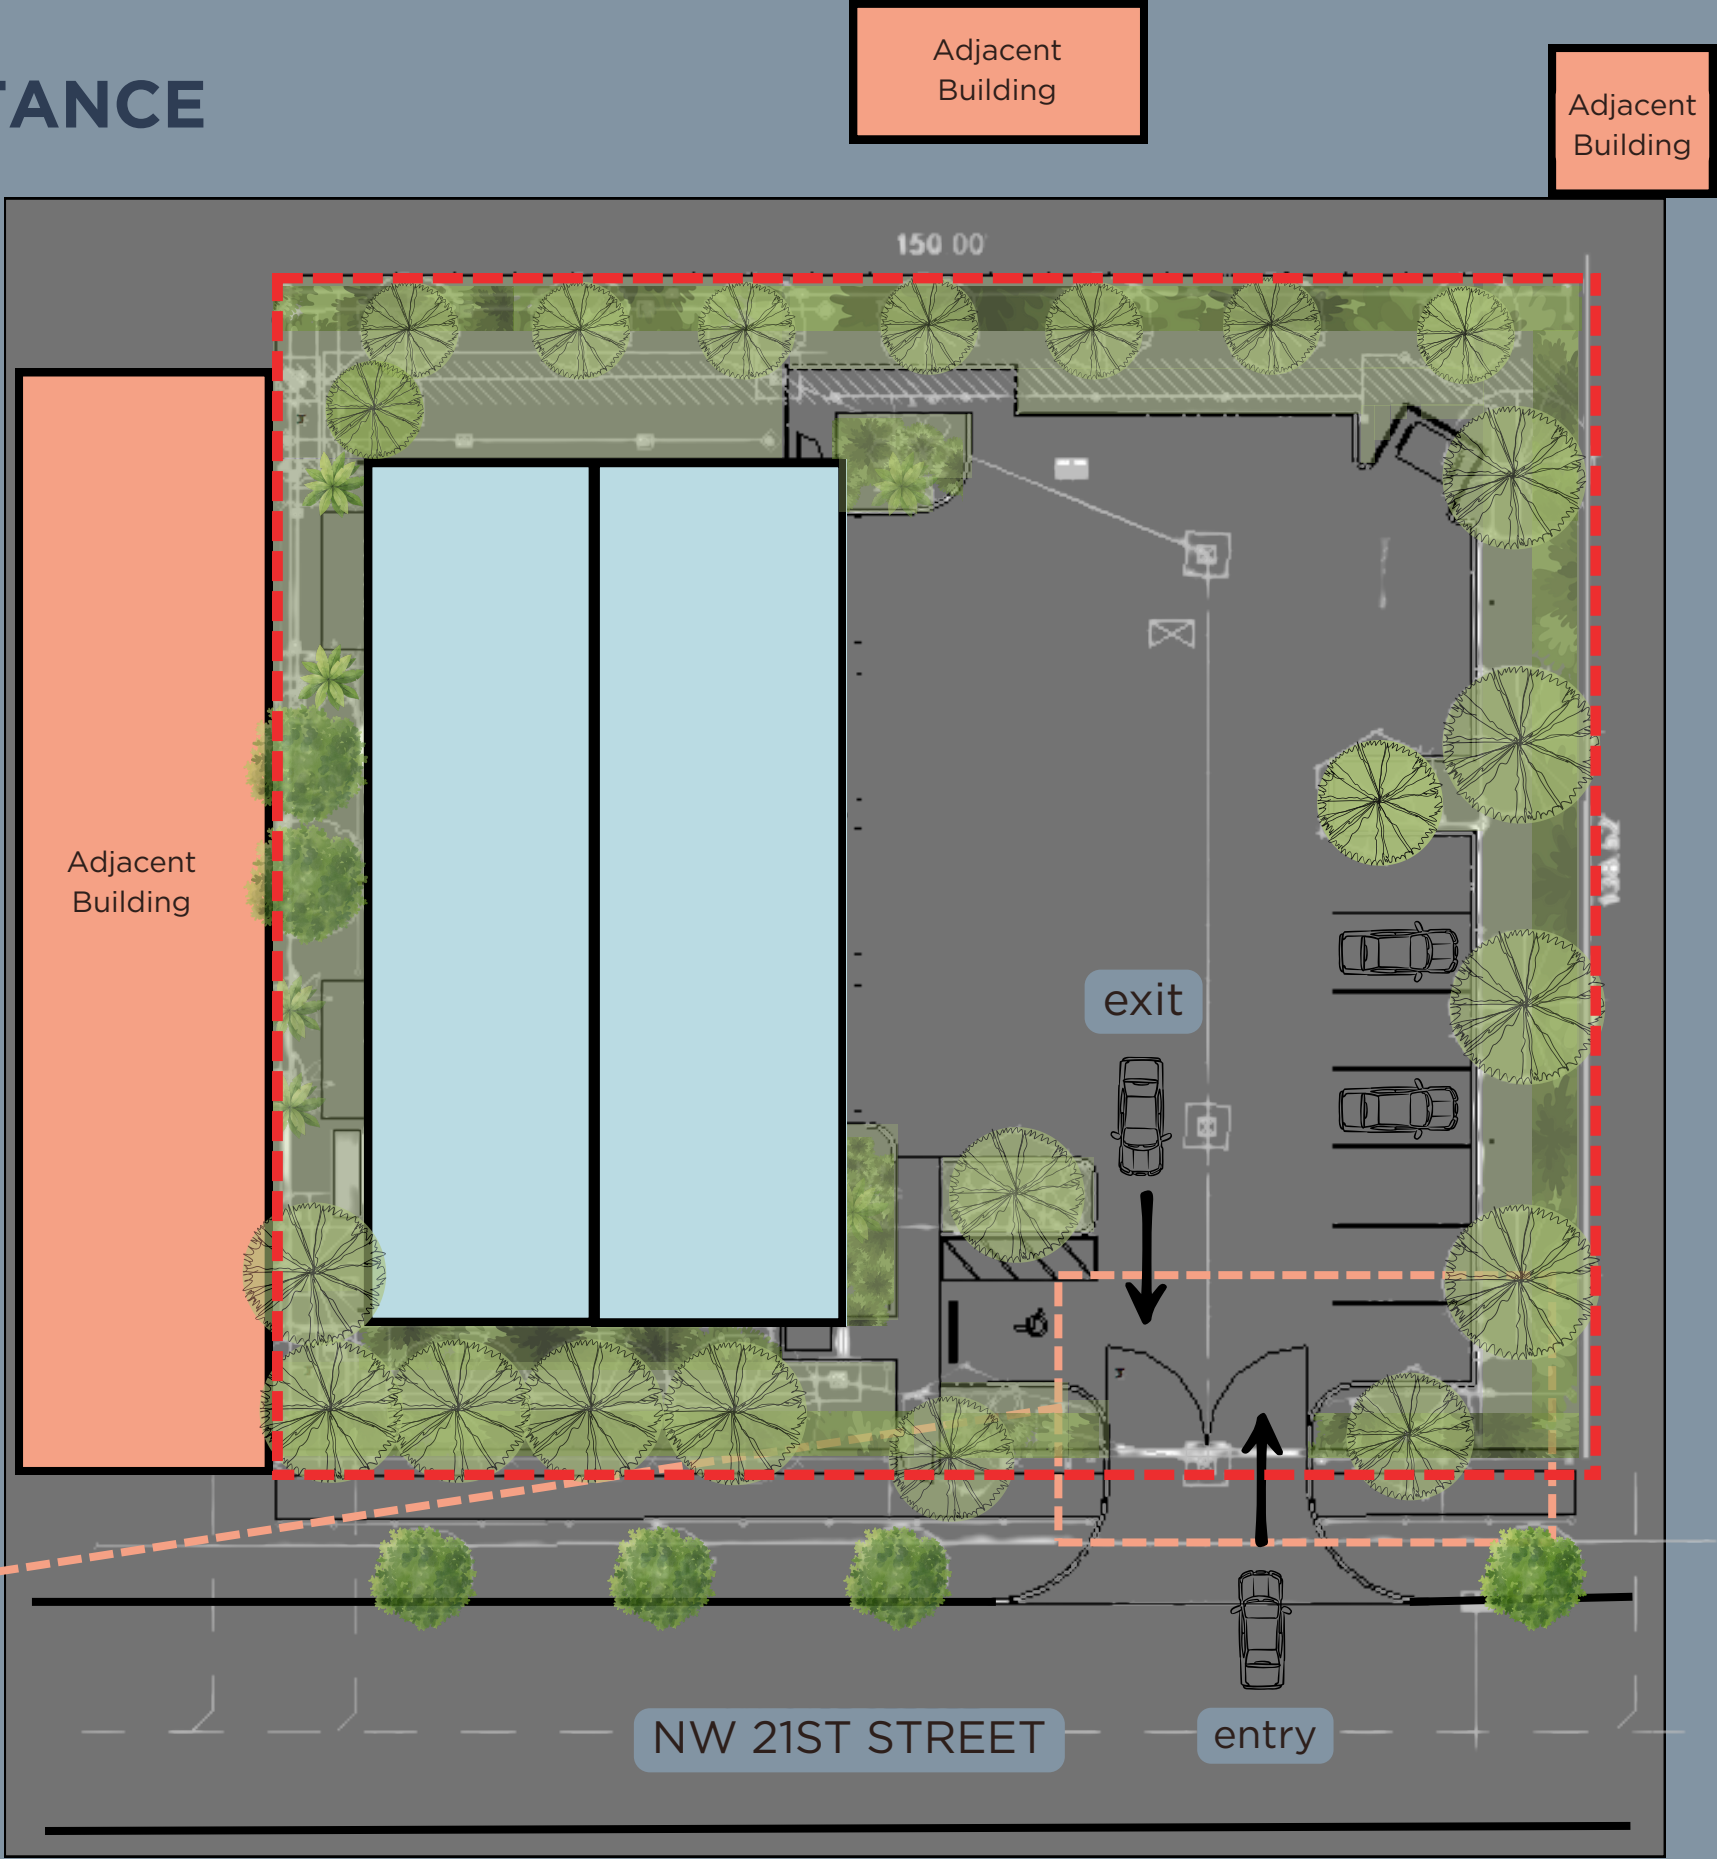 Adjacent
Building
TANCE
Adjacent
Building
150 00'
Adjacent
Building
exit
NW 21ST STREET
entry